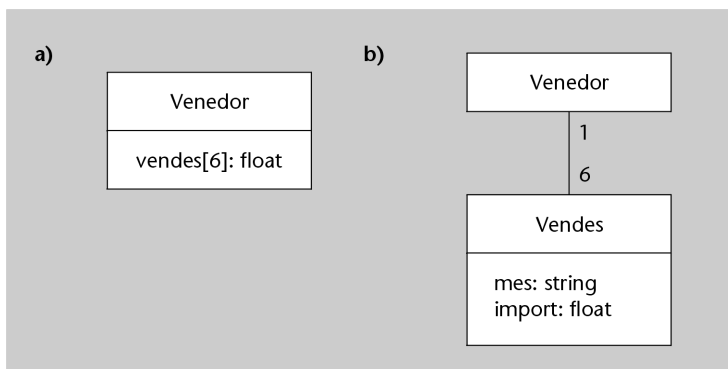 a)
Venedor
vendes[6]: float
b)
Venedor
1
6
Vendes
mes: string
import: float